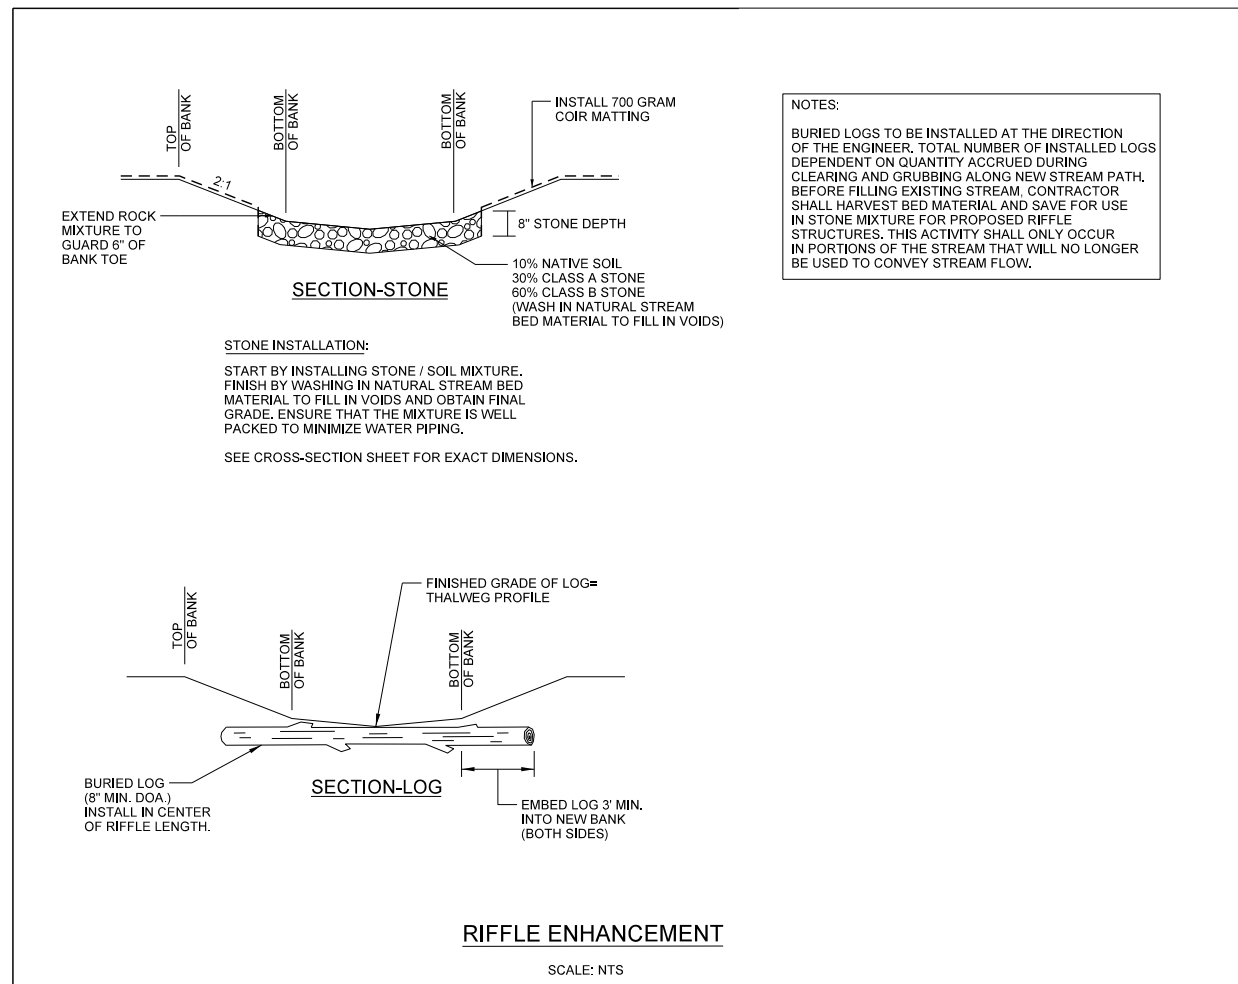 TOP
OF BANK
BOTTOM
OF BANK
BOTTOM
OF BANK
INSTALL 700 GRAM
COIR MATTING
2:1
EXTEND ROCK
MIXTURE TO
GUARD 6" OF
BANK TOE
8" STONE DEPTH
10% NATIVE SOIL
30% CLASS A STONE
60% CLASS B STONE
(WASH IN NATURAL STREAM
BED MATERIAL TO FILL IN VOIDS)
SECTION-STONE
STONE INSTALLATION:
START BY INSTALLING STONE / SOIL MIXTURE.
FINISH BY WASHING IN NATURAL STREAM BED
MATERIAL TO FILL IN VOIDS AND OBTAIN FINAL
GRADE. ENSURE THAT THE MIXTURE IS WELL
PACKED TO MINIMIZE WATER PIPING.
SEE CROSS-SECTION SHEET FOR EXACT DIMENSIONS.
NOTES:
BURIED LOGS TO BE INSTALLED AT THE DIRECTION
OF THE ENGINEER. TOTAL NUMBER OF INSTALLED LOGS
DEPENDENT ON QUANTITY ACCRUED DURING
CLEARING AND GRUBBING ALONG NEW STREAM PATH.
BEFORE FILLING EXISTING STREAM, CONTRACTOR
SHALL HARVEST BED MATERIAL AND SAVE FOR USE
IN STONE MIXTURE FOR PROPOSED RIFFLE
STRUCTURES. THIS ACTIVITY SHALL ONLY OCCUR
IN PORTIONS OF THE STREAM THAT WILL NO LONGER
BE USED TO CONVEY STREAM FLOW.
TOP
OF BANK
BOTTOM
OF BANK
BOTTOM
OF BANK
FINISHED GRADE OF LOG=
THALWEG PROFILE
BURIED LOG
(8" MIN. DOA.)
INSTALL IN CENTER
OF RIFFLE LENGTH.
SECTION-LOG
EMBED LOG 3' MIN.
INTO NEW BANK
(BOTH SIDES)
RIFFLE ENHANCEMENT
SCALE: NTS